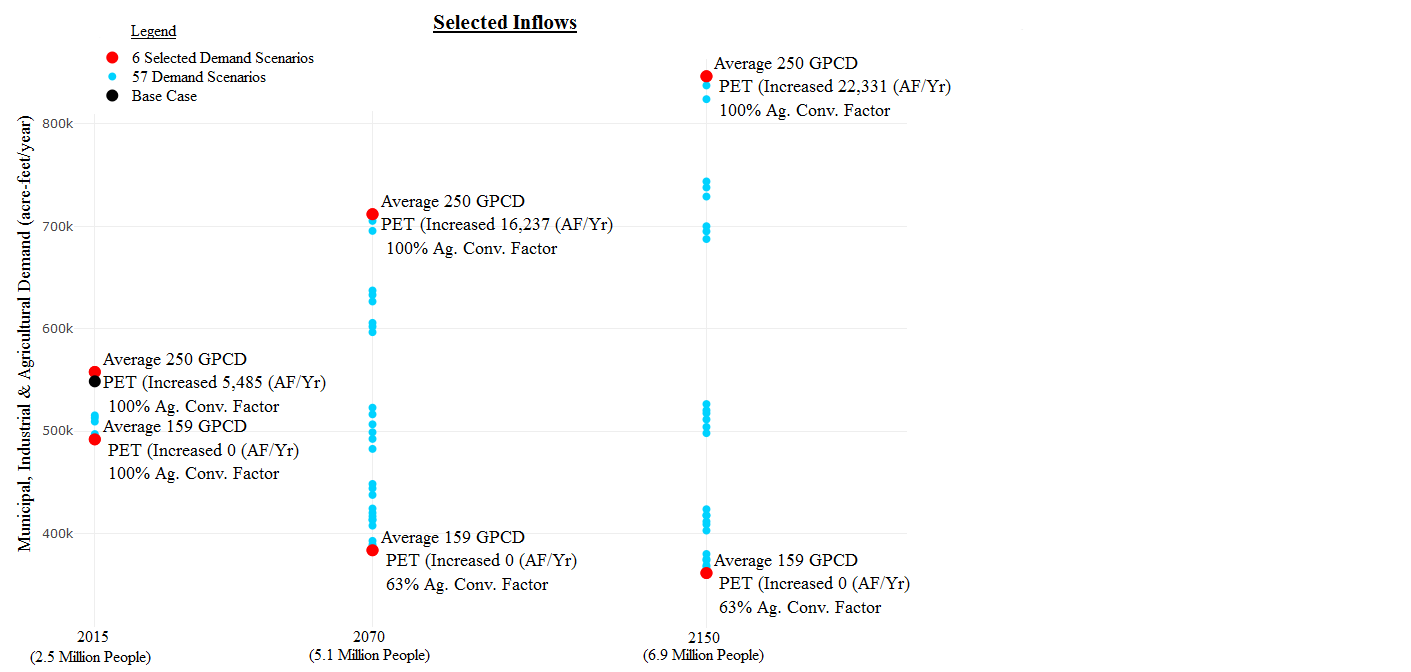 Selected Inflows
Legend
6 Selected Demand Scenarios
57 Demand Scenarios
Base Case
Municipal, Industrial & Agricultural Demand (acre-feet/year)
800k
700k
600k
500k
400k
Average 250 GPCD
PET (Increased 5,485 (AF/Yr)
100% Ag. Conv. Factor
Average 159 GPCD
PET (Increased 0 (AF/Yr)
100% Ag. Conv. Factor
Average 250 GPCD
PET (Increased 16,237 (AF/Yr)
100% Ag. Conv. Factor
Average 159 GPCD
PET (Increased 0 (AF/Yr)
63% Ag. Conv. Factor
Average 250 GPCD
PET (Increased 22,331 (AF/Yr)
100% Ag. Conv. Factor
Average 159 GPCD
PET (Increased 0 (AF/Yr)
63% Ag. Conv. Factor
2015
(2.5 Million People)
2070
(5.1 Million People)
2150
(6.9 Million People)